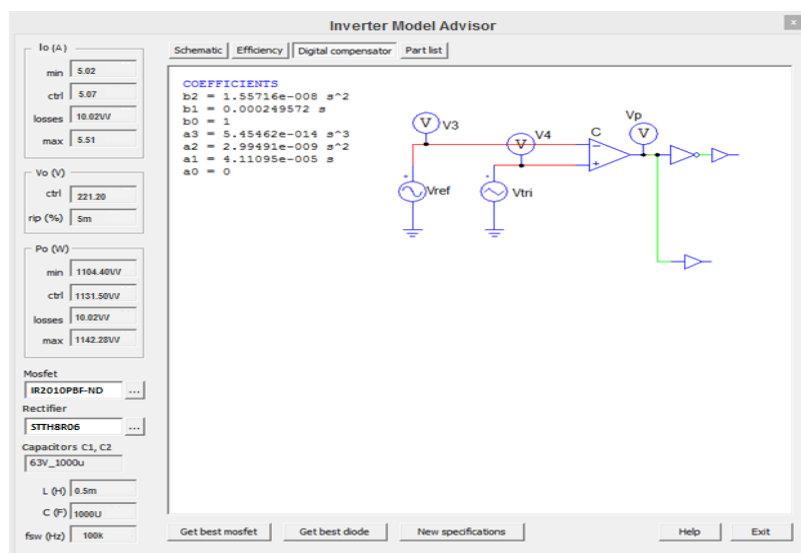 Inverter Model Advisor
x
Io (A)
min 5.02
ctrl 5.07
losses 10.02W
max 5.51
Vo (V)
ctrl 221.20
rip (%) 5m
Po (W)
min 1104.40W
ctrl 1131.50W
losses 10.02W
max 1142.28W
Mosfet
IR2010PBF-ND ...
Rectifier
STTH8R06 ...
Capacitors C1, C2
63V_1000u
L (H) 0.5m
C (F) 1000U
fsw (Hz) 100k
Schematic Efficiency Digital compensator Part list
COEFFICIENTS
b2 = 1.55716e-008 s^2
b1 = 0.000249572 s
b0 = 1
a3 = 5.45462e-014 s^3
a2 = 2.99491e-009 s^2
a1 = 4.11095e-005 s
a0 = 0
V V3
V4
V
C
Vp
V
Vref
Vtri
Get best mosfet Get best diode New specifications Help Exit